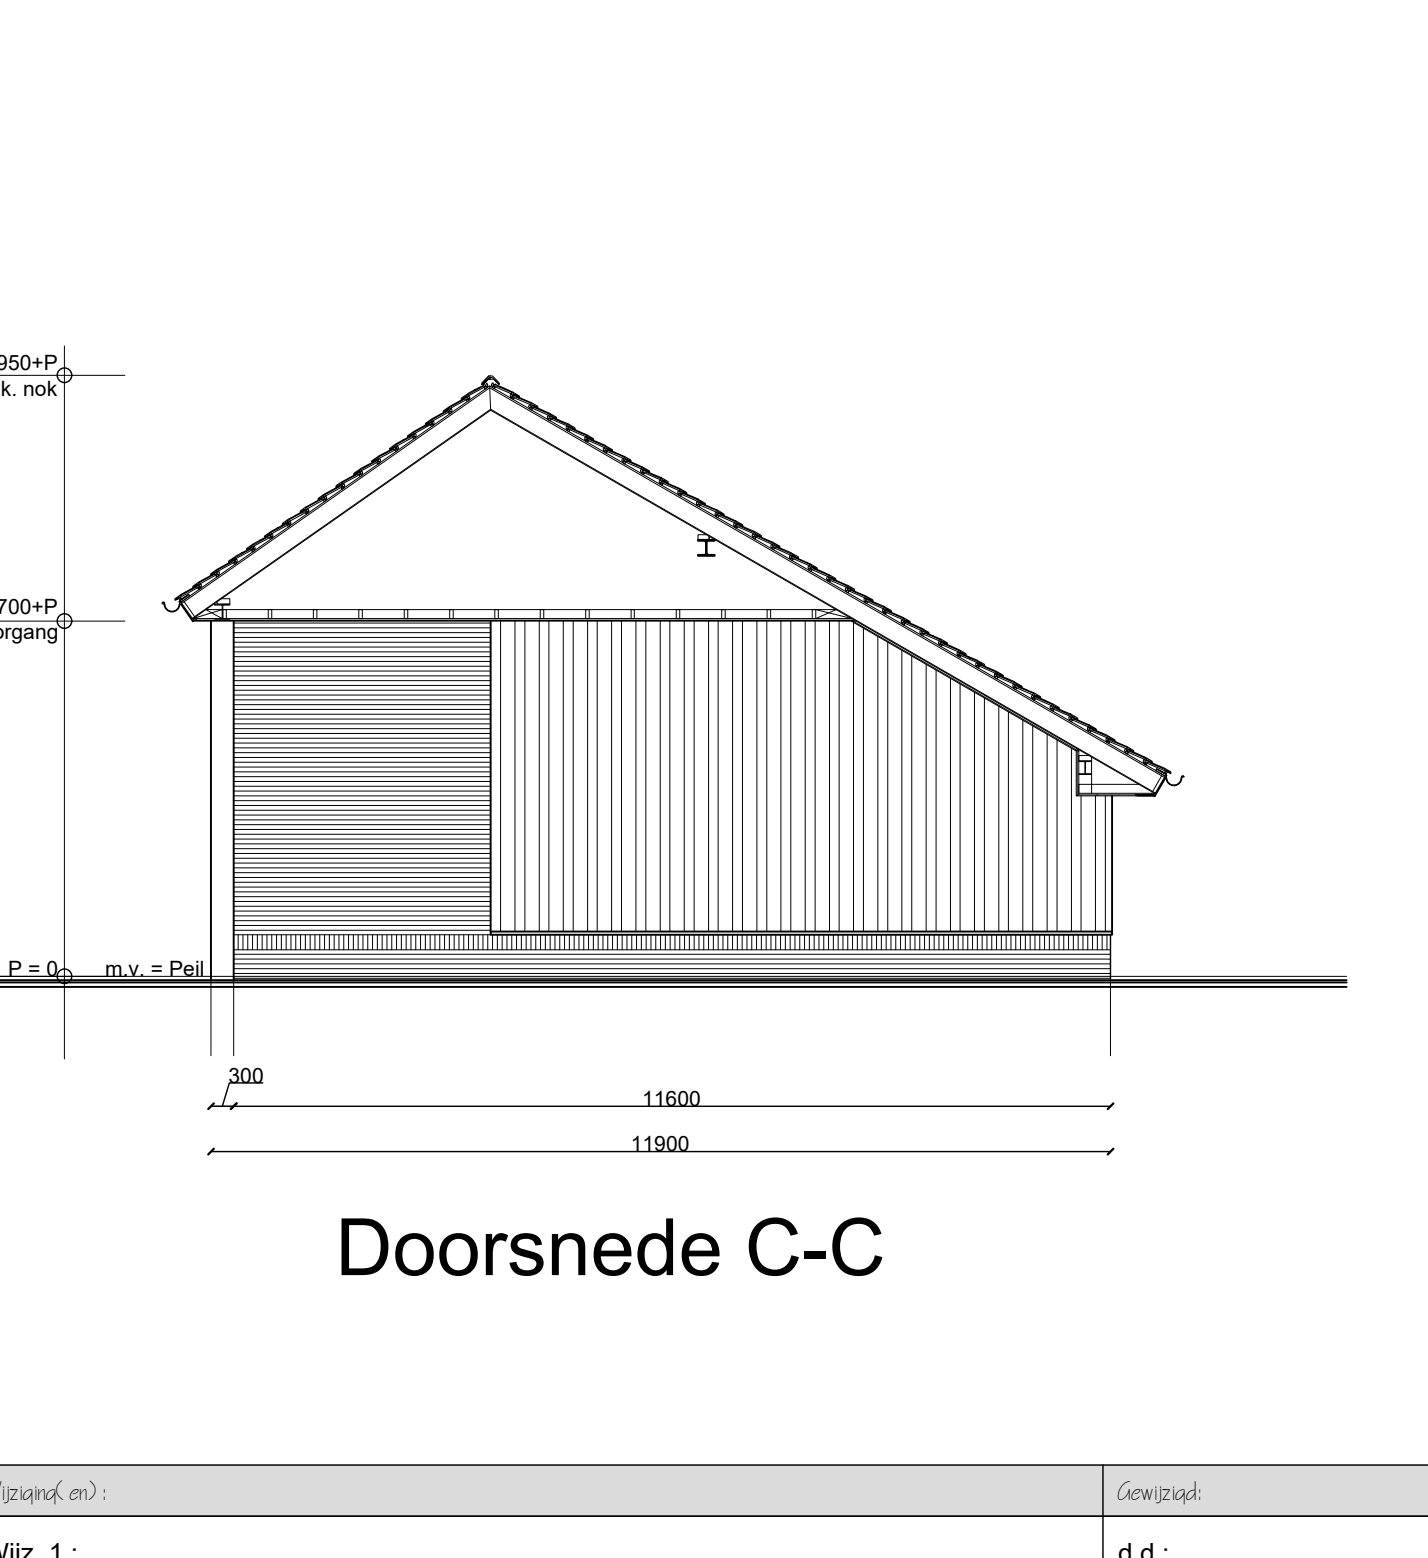 950+P
k. nok
700+P
organg
P = 0
m.v. = Peil
300
11600
11900
Doorsnede C-C
ijziging(en) :
Gewijzigd:
Wijz. 1 :
d.d.: